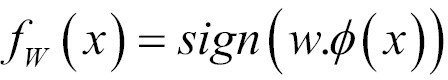 f_W(x) = sign(w.ϕ(x))